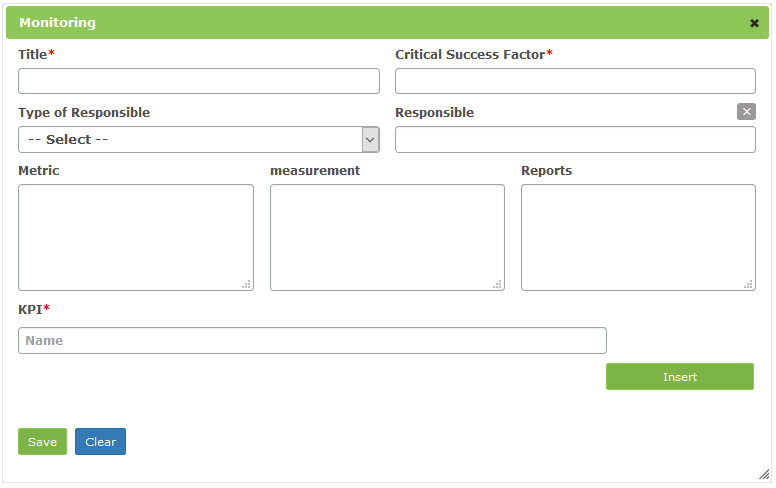 Monitoring
Title* Critical Success Factor*
Type of Responsible Responsible
-- Select --
Metric measurement Reports
KPI*
Name
Insert
Save Clear